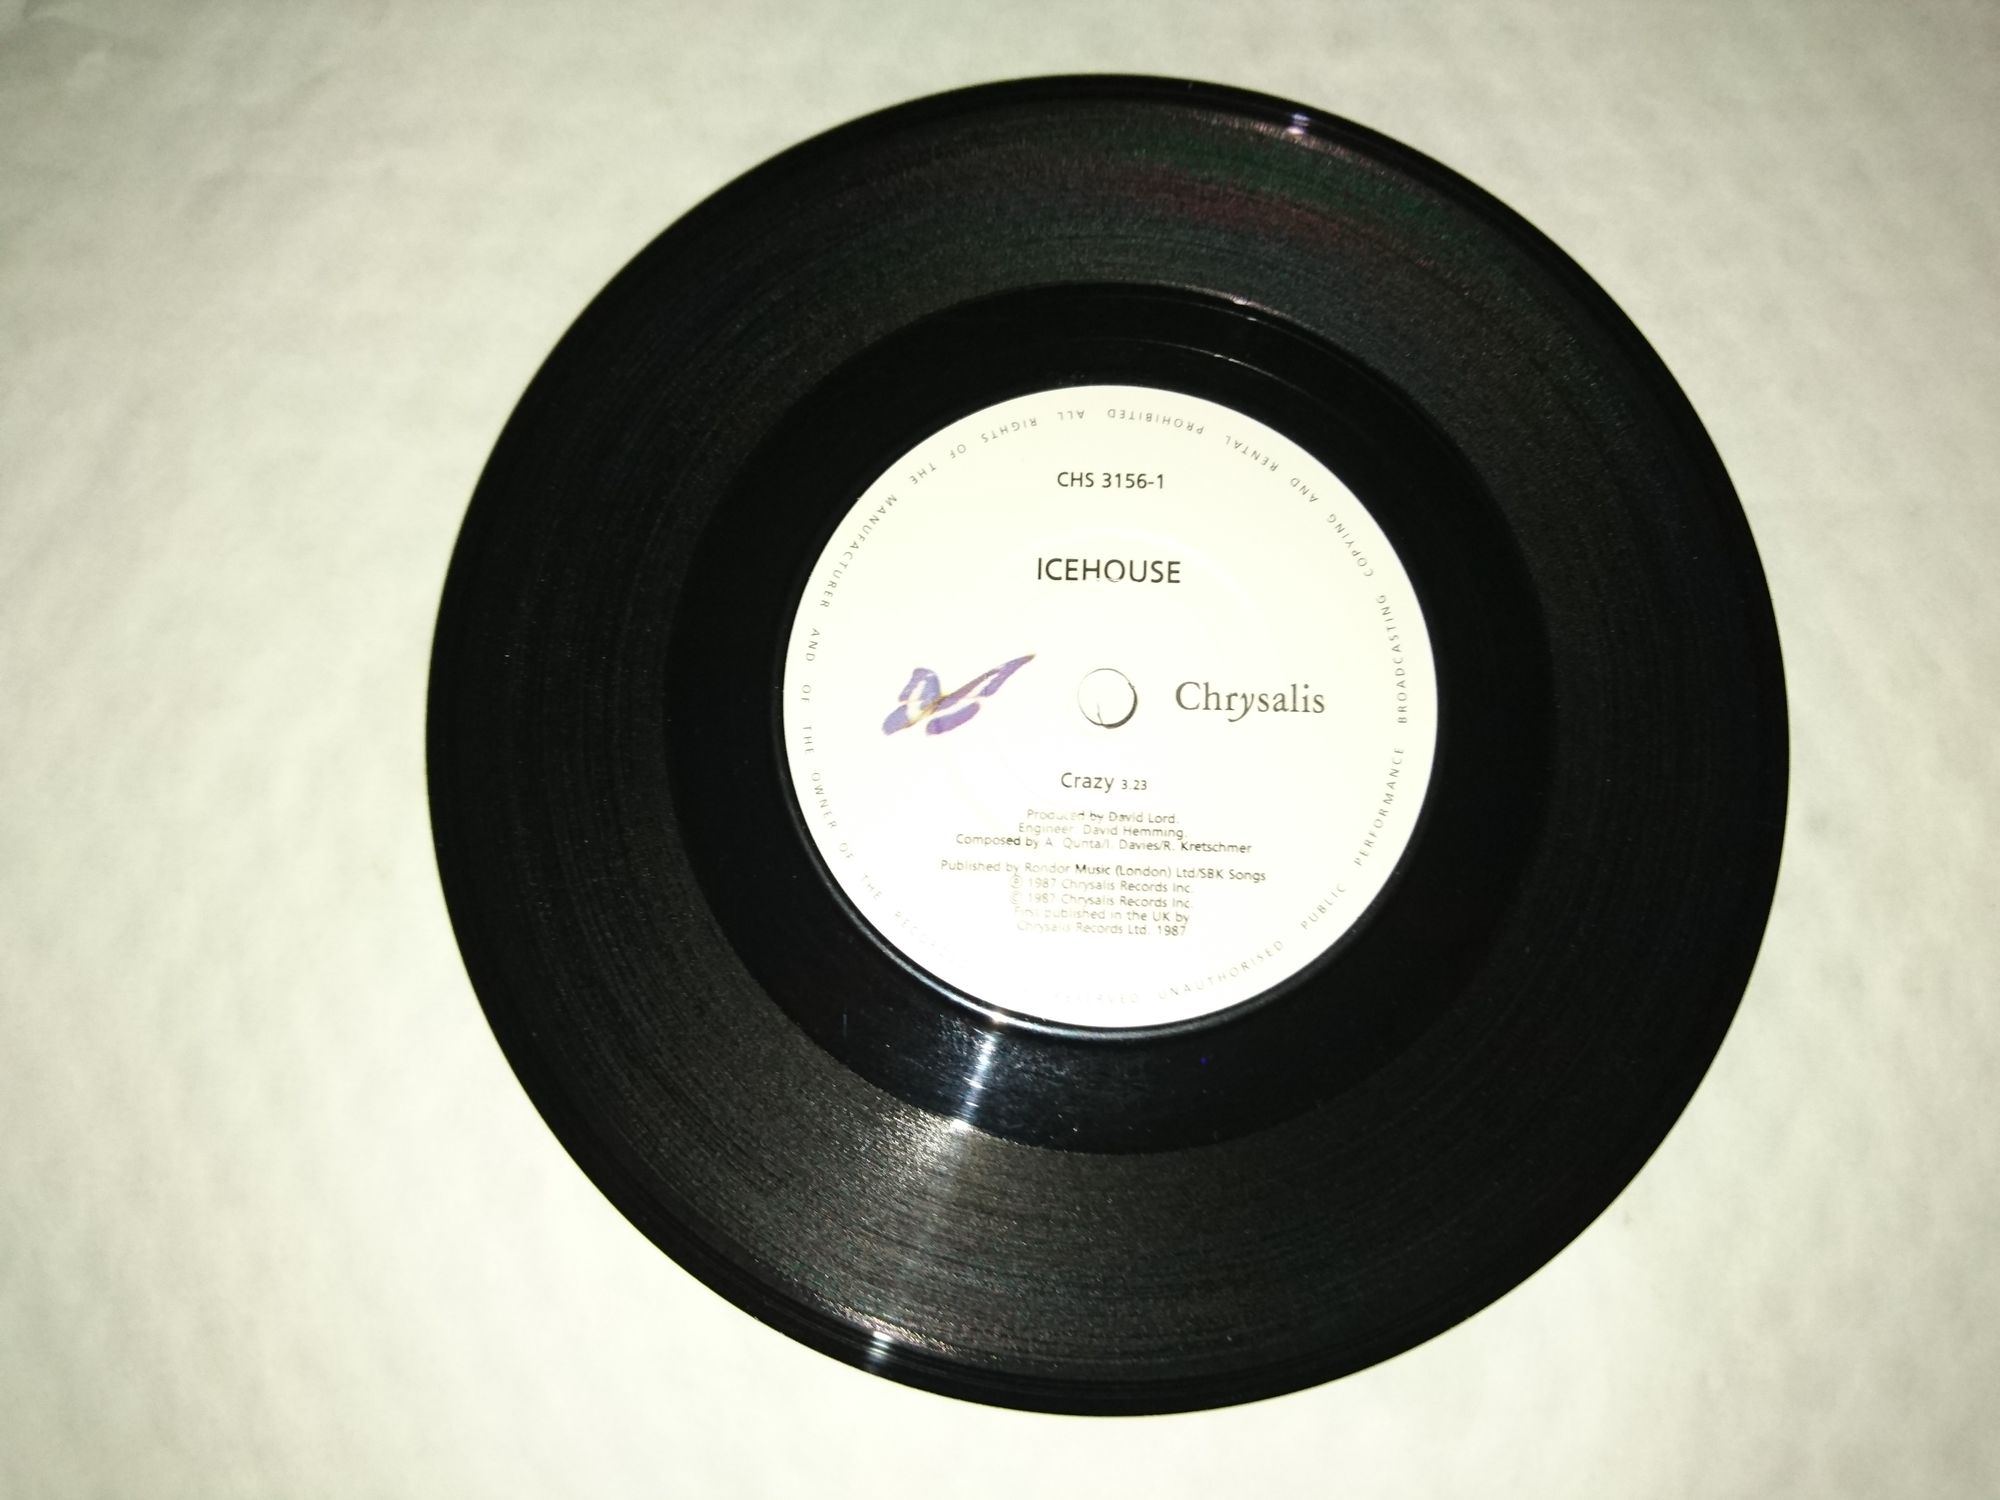 CHS 3156-1
ICEHOUSE
Chrysalis
Crazy 3.23
Produced by David Lord.
Engineer: David Hemming.
Composed by A. Qunta/I. Davies/R. Kretschmer
Published by Rondor Music (London) Ltd/SBK Songs
℗ 1987 Chrysalis Records Inc.
© 1987 Chrysalis Records Inc.
First published in the UK by
Chrysalis Records Ltd. 1987
ALL RIGHTS OF THE MANUFACTURER AND OF THE OWNER OF THE RECORDED RESERVED UNAUTHORISED PUBLIC PERFORMANCE BROADCASTING COPYING AND RENTAL PROHIBITED